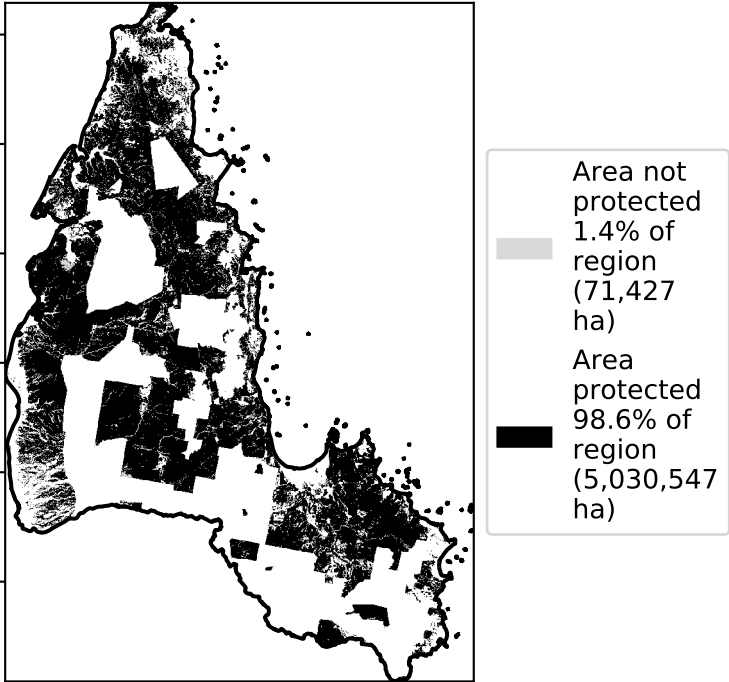 Area not
protected
1.4% of
region
(71,427
ha)
Area
protected
98.6% of
region
(5,030,547
ha)